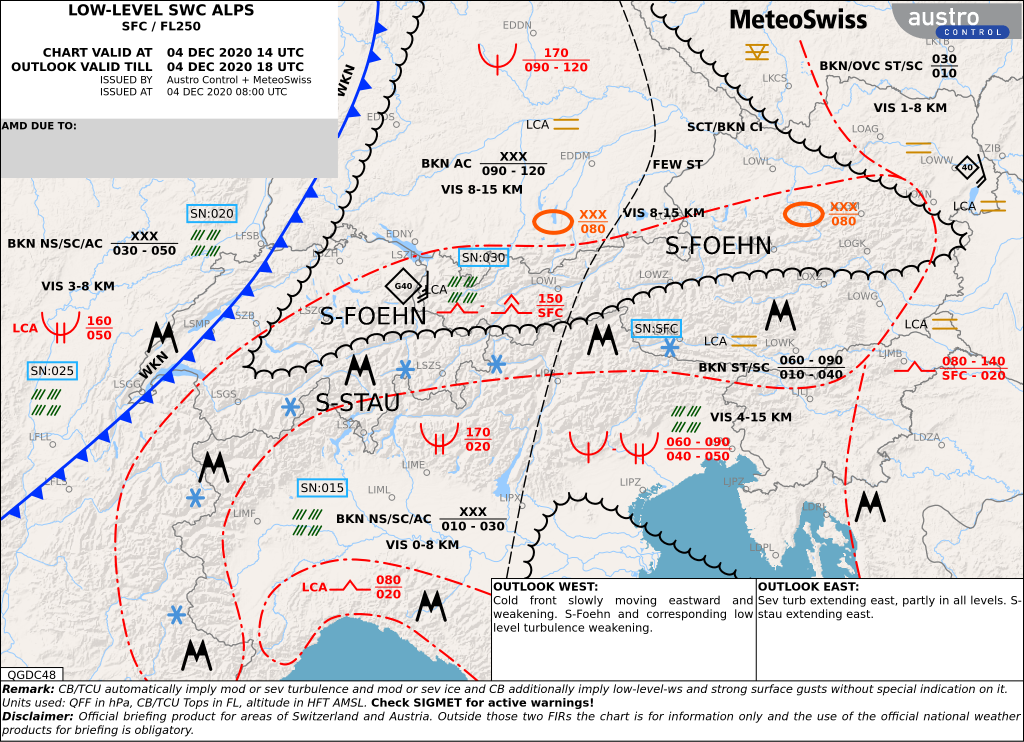 LOW-LEVEL SWC ALPS
SFC / FL250
CHART VALID AT 04 DEC 2020 14 UTC
OUTLOOK VALID TILL 04 DEC 2020 18 UTC
ISSUED BY Austro Control + MeteoSwiss
ISSUED AT 04 DEC 2020 08:00 UTC
AMD DUE TO:
MeteoSwiss
austro
CONTROL
EDDN
LKTB
WKN
170
090 - 120
BKN/OVC ST/SC 030
010
LKCS
VIS 1-8 KM
EDDS
LCA
SCT/BKN CI
LOAG
LZIB
BKN AC XXX
090 - 120
EDDM
FEW ST
LOWL
LOWW
40
VIS 8-15 KM
LOAN
LCA
SN:020
XXX
080
VIS 8-15 KM
XXX
080
BKN NS/SC/AC XXX
030 - 050
LFSB
EDNY
S-FOEHN
LOGK
LSZR
LSZH
SN:030
VIS 3-8 KM
G40
LCA
LOWI
LOWZ
LOXZ
LOWG
150
SFC
S-FOEHN
LCA 160
050
LSMP
LSZB
SN:SFC
LCA
LCA
LOWK
WKN
SN:025
LSZS
BKN ST/SC 060 - 090
010 - 040
LJMB
080 - 140
SFC - 020
LSGG
LSGS
S-STAU
VIS 4-15 KM
LSZA
LFLL
170
020
060 - 090
040 - 050
LDZA
LIME
LFLS
SN:015
LIML
LIPX
LIPZ
LJPZ
LIMF
BKN NS/SC/AC XXX
010 - 030
LDRI
VIS 0-8 KM
LDPL
LCA 080
020
OUTLOOK WEST:
Cold front slowly moving eastward and
weakening. S-Foehn and corresponding low
level turbulence weakening.
OUTLOOK EAST:
Sev turb extending east, partly in all levels. S-
stau extending east.
QGDC48
Remark: CB/TCU automatically imply mod or sev turbulence and mod or sev ice and CB additionally imply low-level-ws and strong surface gusts without special indication on it.
Units used: QFF in hPa, CB/TCU Tops in FL, altitude in HFT AMSL. Check SIGMET for active warnings!
Disclaimer: Official briefing product for areas of Switzerland and Austria. Outside those two FIRs the chart is for information only and the use of the official national weather
products for briefing is obligatory.